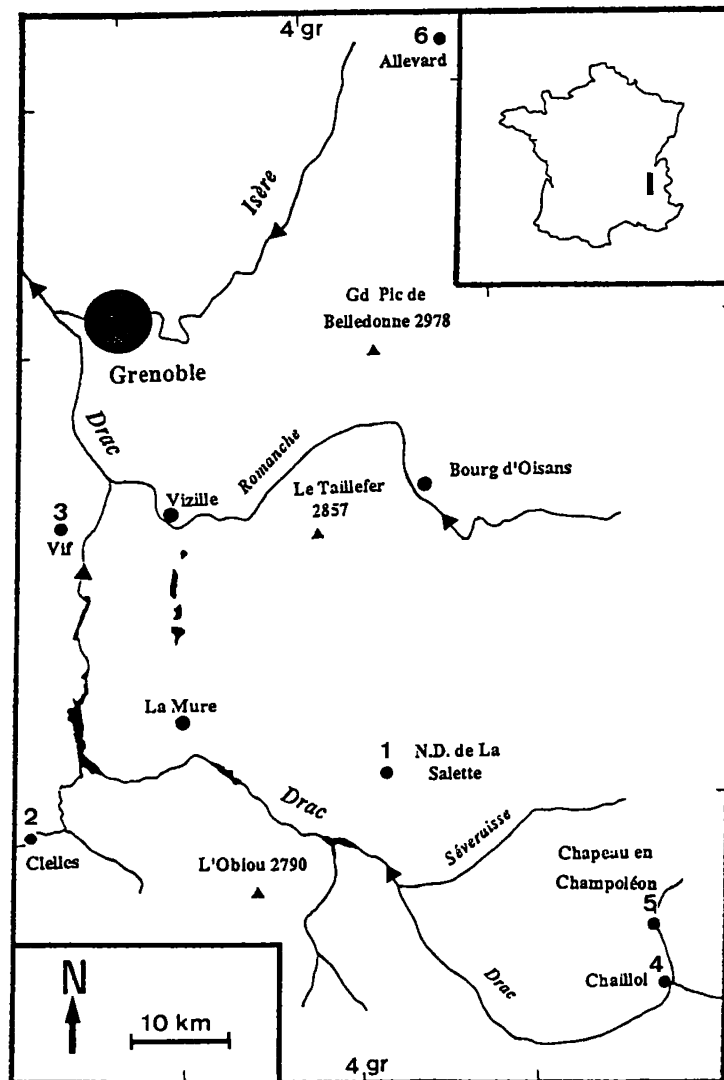 4 gr
6
Allevard
Isère
Gd Pic de
Belledonne 2978
Grenoble
Drac
Romanche
Bourg d'Oisans
Le Taillefer
2857
Vizille
3
Vif
La Mure
1 N.D. de La
Salette
Drac
Séveraisse
2
Clelles
L'Obiou 2790
Chapeau en
Champoléon
5
4
Chaillol
Drac
N
10 km
4 gr